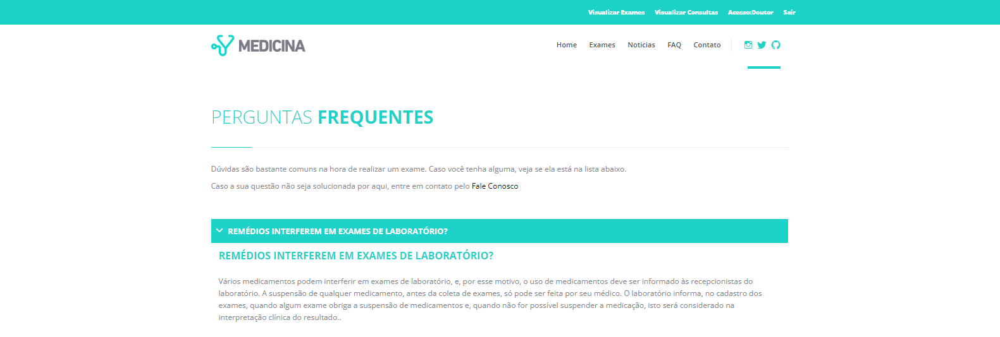 Visualizar Exames Visualizar Consultas Acesso:Doutor Sair
MEDICINA
Home Exames Noticias FAQ Contato
PERGUNTAS FREQUENTES
Dúvidas são bastante comuns na hora de realizar um exame. Caso você tenha alguma, veja se ela está na lista abaixo.
Caso a sua questão não seja solucionada por aqui, entre em contato pelo Fale Conosco
REMÉDIOS INTERFEREM EM EXAMES DE LABORATÓRIO?
REMÉDIOS INTERFEREM EM EXAMES DE LABORATÓRIO?
Vários medicamentos podem interferir em exames de laboratório, e, por esse motivo, o uso de medicamentos deve ser informado às recepcionistas do
laboratório. A suspensão de qualquer medicamento, antes da coleta de exames, só pode ser feita por seu médico. O laboratório informa, no cadastro dos
exames, quando algum exame obriga a suspensão de medicamentos e, quando não for possível suspender a medicação, isto será considerado na
interpretação clínica do resultado..